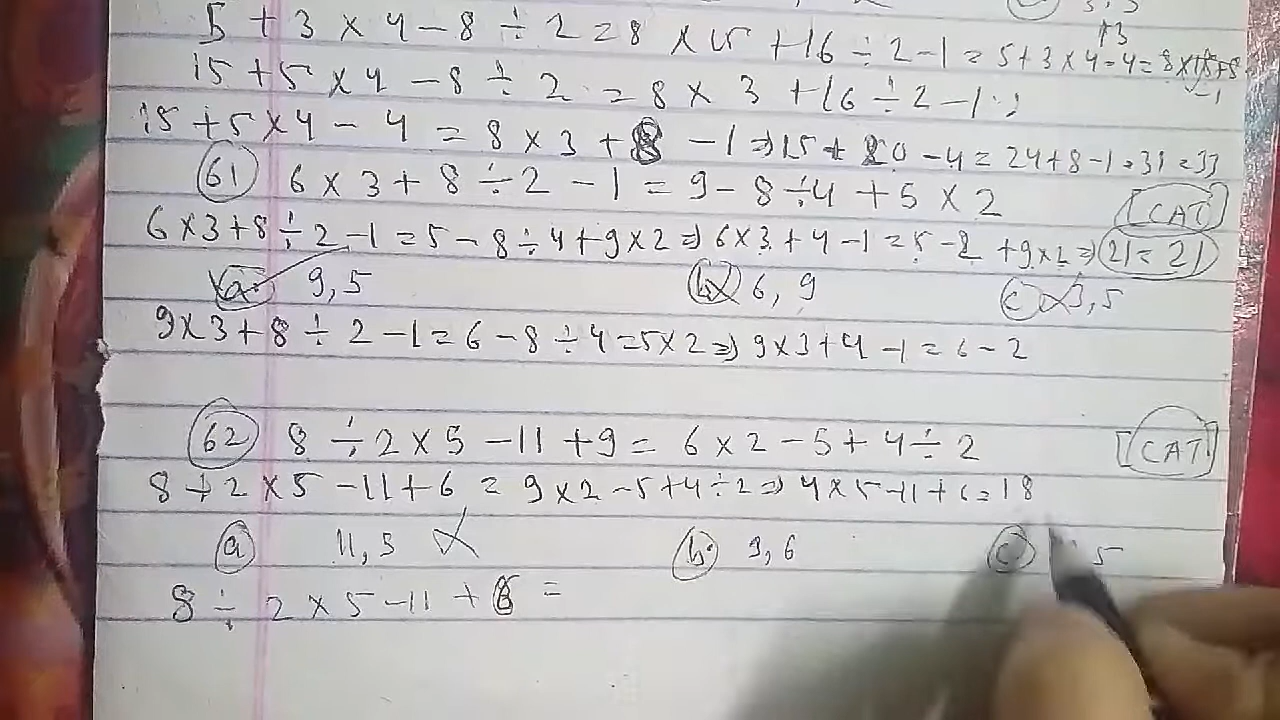 5 + 3 × 4 - 8 ÷ 2 = 8 × 15 + 16 ÷ 2 - 1 = 5 + 3 × 4 - 4 = 8 ×
15 + 5 × 4 - 8 ÷ 2 = 8 × 3 + 16 ÷ 2 - 1
15 + 5 × 4 - 4 = 8 × 3 + 8 - 1 ⇒ 15 + 20 - 4 = 24 + 8 - 1 = 31 =
61 6 × 3 + 8 ÷ 2 - 1 = 9 - 8 ÷ 4 + 5 × 2 [CAT]
6 × 3 + 8 ÷ 2 - 1 = 5 - 8 ÷ 4 + 9 × 2 ⇒ 6 × 3 + 4 - 1 = 5 - 2 + 9 × 2 ⇒ 21 = 21
a 9, 5 b 6, 9 c 3, 5
9 × 3 + 8 ÷ 2 - 1 = 6 - 8 ÷ 4 = 5 × 2 ⇒ 9 × 3 + 4 - 1 = 6 - 2
62 8 ÷ 2 × 5 - 11 + 9 = 6 × 2 - 5 + 4 ÷ 2 [CAT]
8 ÷ 2 × 5 - 11 + 6 = 9 × 2 - 5 + 4 ÷ 2 ⇒ 4 × 5 - 11 + 6 = 18
a 11, 5 b 9, 6 c 5
8 ÷ 2 × 5 - 11 + 6 =